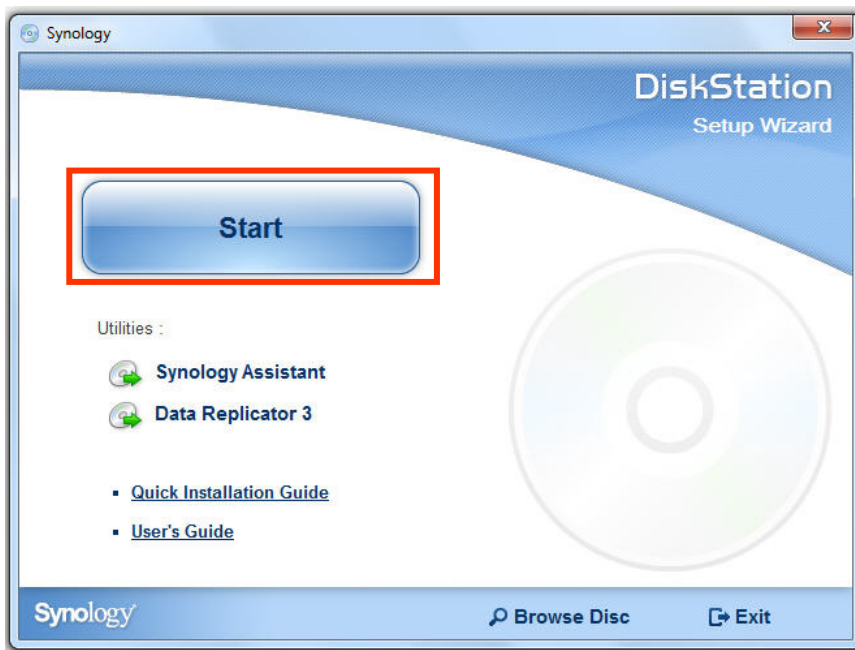 Synology
DiskStation
Setup Wizard
Start
Utilities :
Synology Assistant
Data Replicator 3
Quick Installation Guide
User's Guide
Synology
Browse Disc
Exit